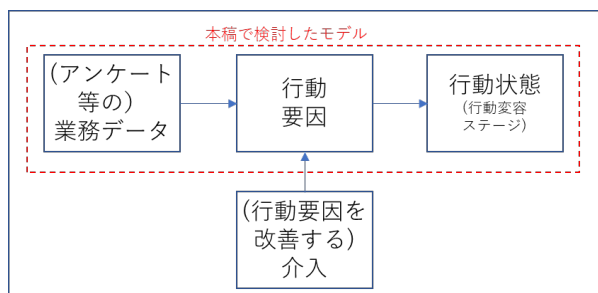 本稿で検討したモデル
(アンケート
等の)
業務データ
行動
要因
行動状態
(行動変容
ステージ)
(行動要因を
改善する)
介入